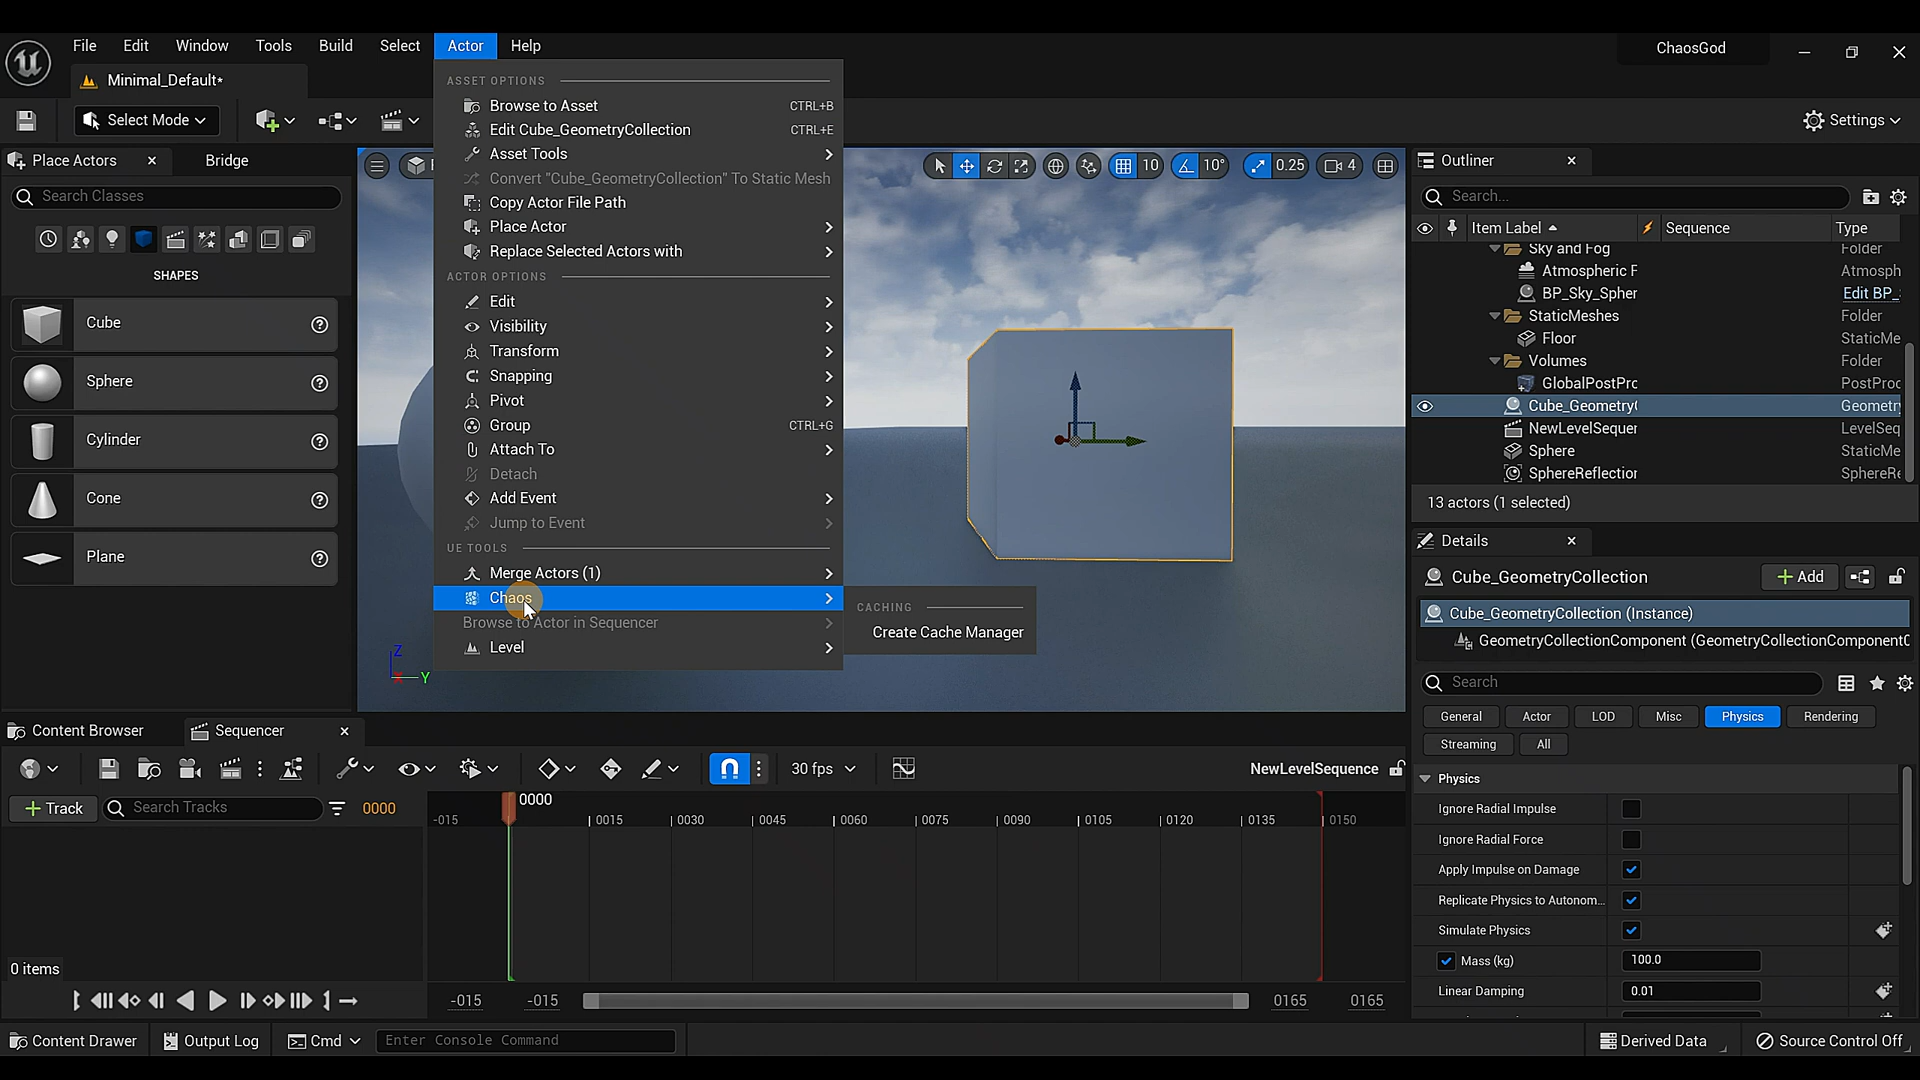 File Edit Window Tools Build Select Actor Help
ChaosGod
Minimal_Default*
Select Mode
Settings
Place Actors
Bridge
Search Classes
SHAPES
Cube
Sphere
Cylinder
Cone
Plane
ASSET OPTIONS
Browse to Asset CTRL+B
Edit Cube_GeometryCollection CTRL+E
Asset Tools
Convert "Cube_GeometryCollection" To Static Mesh
Copy Actor File Path
Place Actor
Replace Selected Actors with
ACTOR OPTIONS
Edit
Visibility
Transform
Snapping
Pivot
Group CTRL+G
Attach To
Detach
Add Event
Jump to Event
UE TOOLS
Merge Actors (1)
Chaos
Browse to Actor in Sequencer
Level
CACHING
Create Cache Manager
10 10° 0.25 4
Z
X Y
Outliner
Search...
Item Label Sequence Type
Sky and Fog Folder
Atmospheric F Atmosph
BP_Sky_Spher Edit BP_
StaticMeshes Folder
Floor StaticMe
Volumes Folder
GlobalPostPrc PostProc
Cube_Geometry( Geometry
NewLevelSequer LevelSeq
Sphere StaticMe
SphereReflection SphereRe
13 actors (1 selected)
Details
Cube_GeometryCollection
Add
Cube_GeometryCollection (Instance)
GeometryCollectionComponent (GeometryCollectionComponent0
Search
General Actor LOD Misc Physics Rendering
Streaming All
Physics
Ignore Radial Impulse
Ignore Radial Force
Apply Impulse on Damage
Replicate Physics to Autonom...
Simulate Physics
Mass (kg) 100.0
Linear Damping 0.01
Content Browser
Sequencer
30 fps
NewLevelSequence
Track
Search Tracks
0000
0000
-015 0015 0030 0045 0060 0075 0090 0105 0120 0135 0150
0 items
-015 -015 0165 0165
Content Drawer
Output Log
Cmd
Enter Console Command
Derived Data
Source Control Off